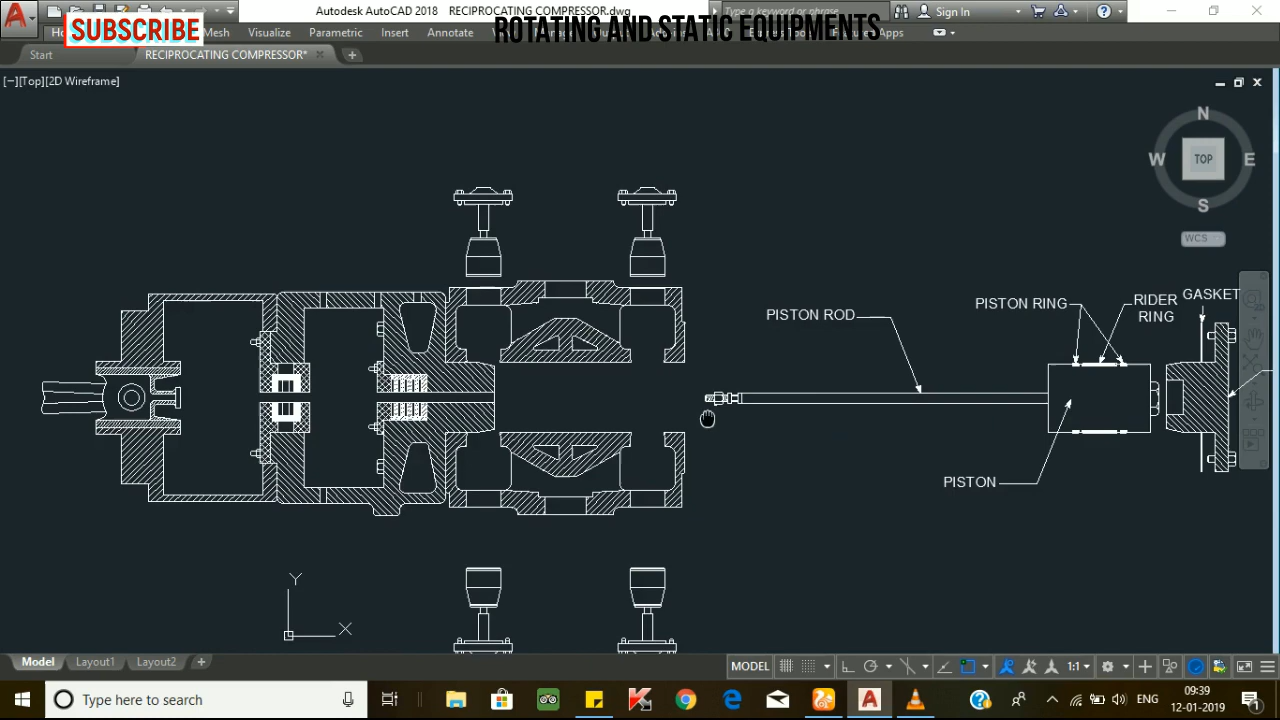 Autodesk AutoCAD 2018 RECIPROCATING COMPRESSOR.dwg
Type a keyword or phrase
Sign In
SUBSCRIBE
ROTATING AND STATIC EQUIPMENTS
Mesh Visualize Parametric Insert Annotate
Start
RECIPROCATING COMPRESSOR*
[−][Top][2D Wireframe]
N
W TOP E
S
WCS
PISTON RING
RIDER
RING
GASKET
PISTON ROD
PISTON
Y
X
Model Layout1 Layout2
MODEL
1:1
Type here to search
ENG
09:39
12-01-2019